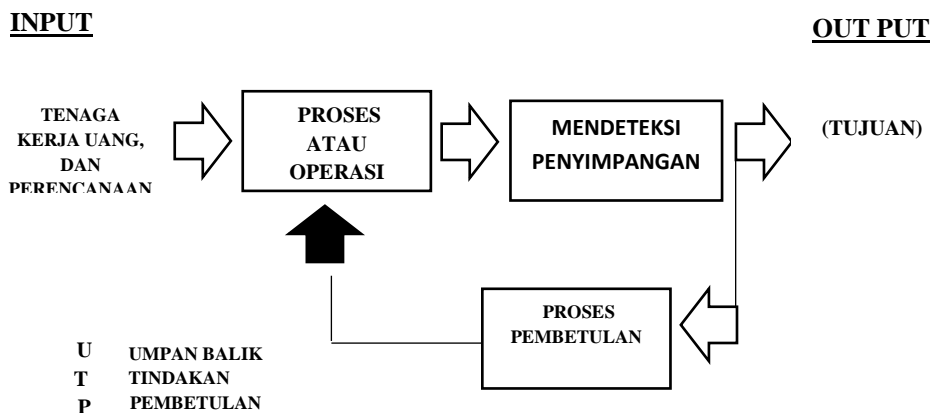 INPUT
OUT PUT
TENAGA
KERJA UANG,
DAN
PERENCANAAN
PROSES
ATAU
OPERASI
MENDETEKSI
PENYIMPANGAN
(TUJUAN)
PROSES
PEMBETULAN
U UMPAN BALIK
T TINDAKAN
P PEMBETULAN